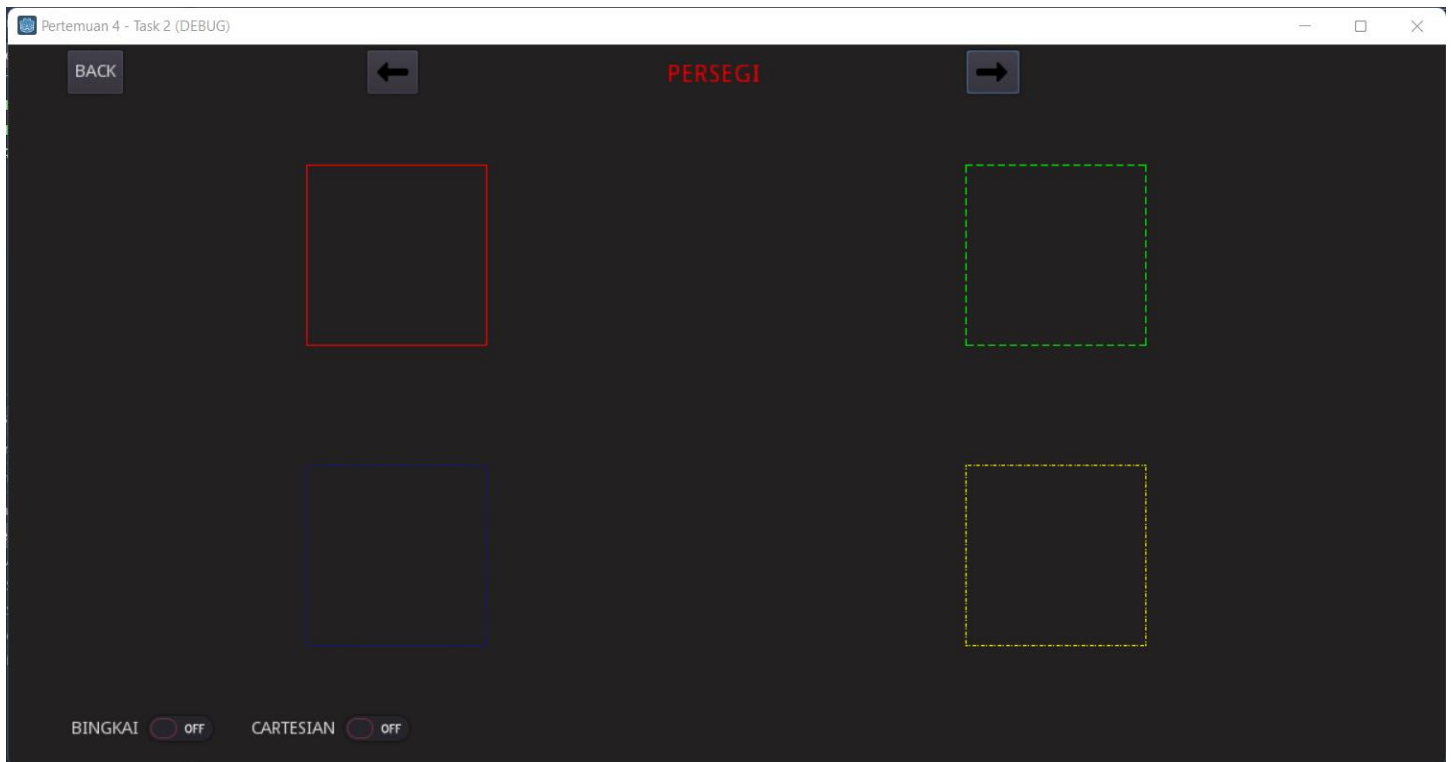 Pertemuan 4 - Task 2 (DEBUG)
BACK
PERSEGI
BINGKAI OFF CARTESIAN OFF